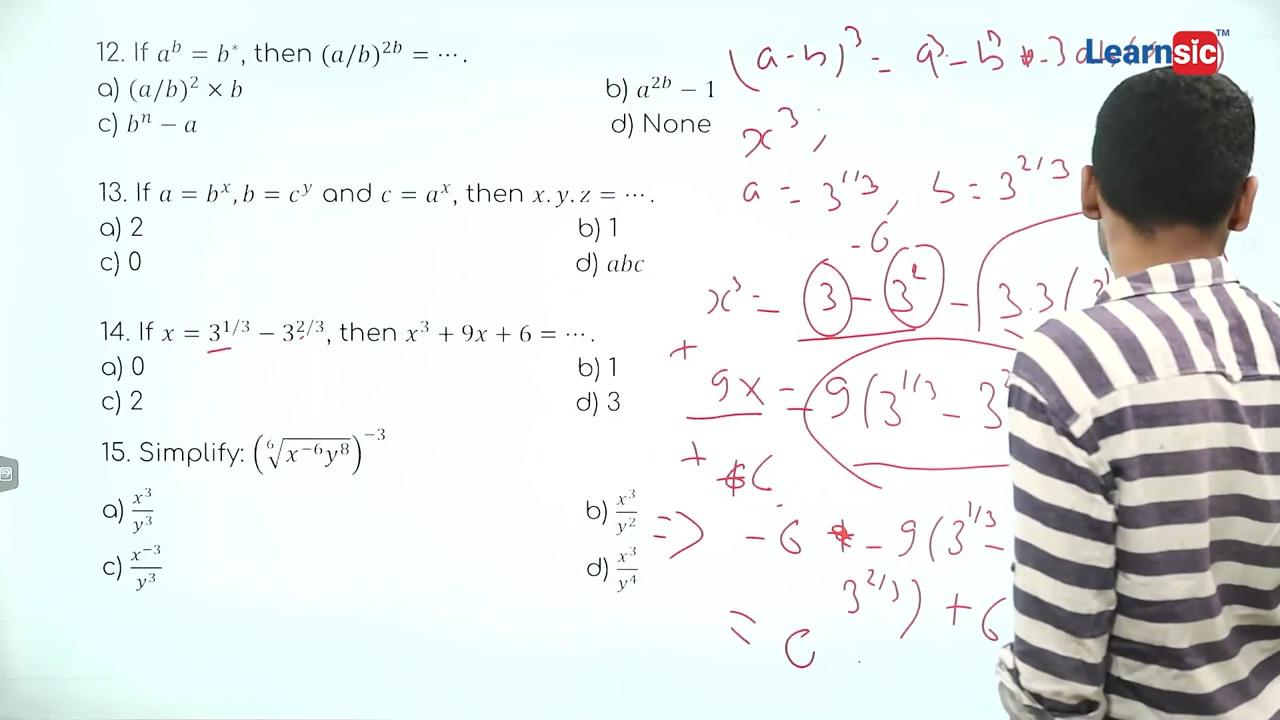 12. If a^b = b^*, then (a/b)^{2b} = ⋯.
a) (a/b)^2 × b
b) a^{2b} − 1
c) b^n − a
d) None
13. If a = b^x, b = c^y and c = a^x, then x. y. z = ⋯.
a) 2
b) 1
c) 0
d) abc
14. If x = 3^{1/3} − 3^{2/3}, then x^3 + 9x + 6 = ⋯.
a) 0
b) 1
c) 2
d) 3
15. Simplify: (\sqrt[6]{x^{−6}y^8})^{−3}
a) x^3/y^3
b) x^3/y^2
c) x^{−3}/y^3
d) x^3/y^4
Learnsic™
(a-b)^3 = a^3 - b^3 - 3
x^3 ;
a = 3^{1/3}, b = 3^{2/3}
-6
x^3 = 3 - 3^2 - 3.3(
+
9x = 9(3^{1/3} - 3
+ 6
=> -6 - 9(3^{1/3} -
3^{2/3}) + 6
= 0